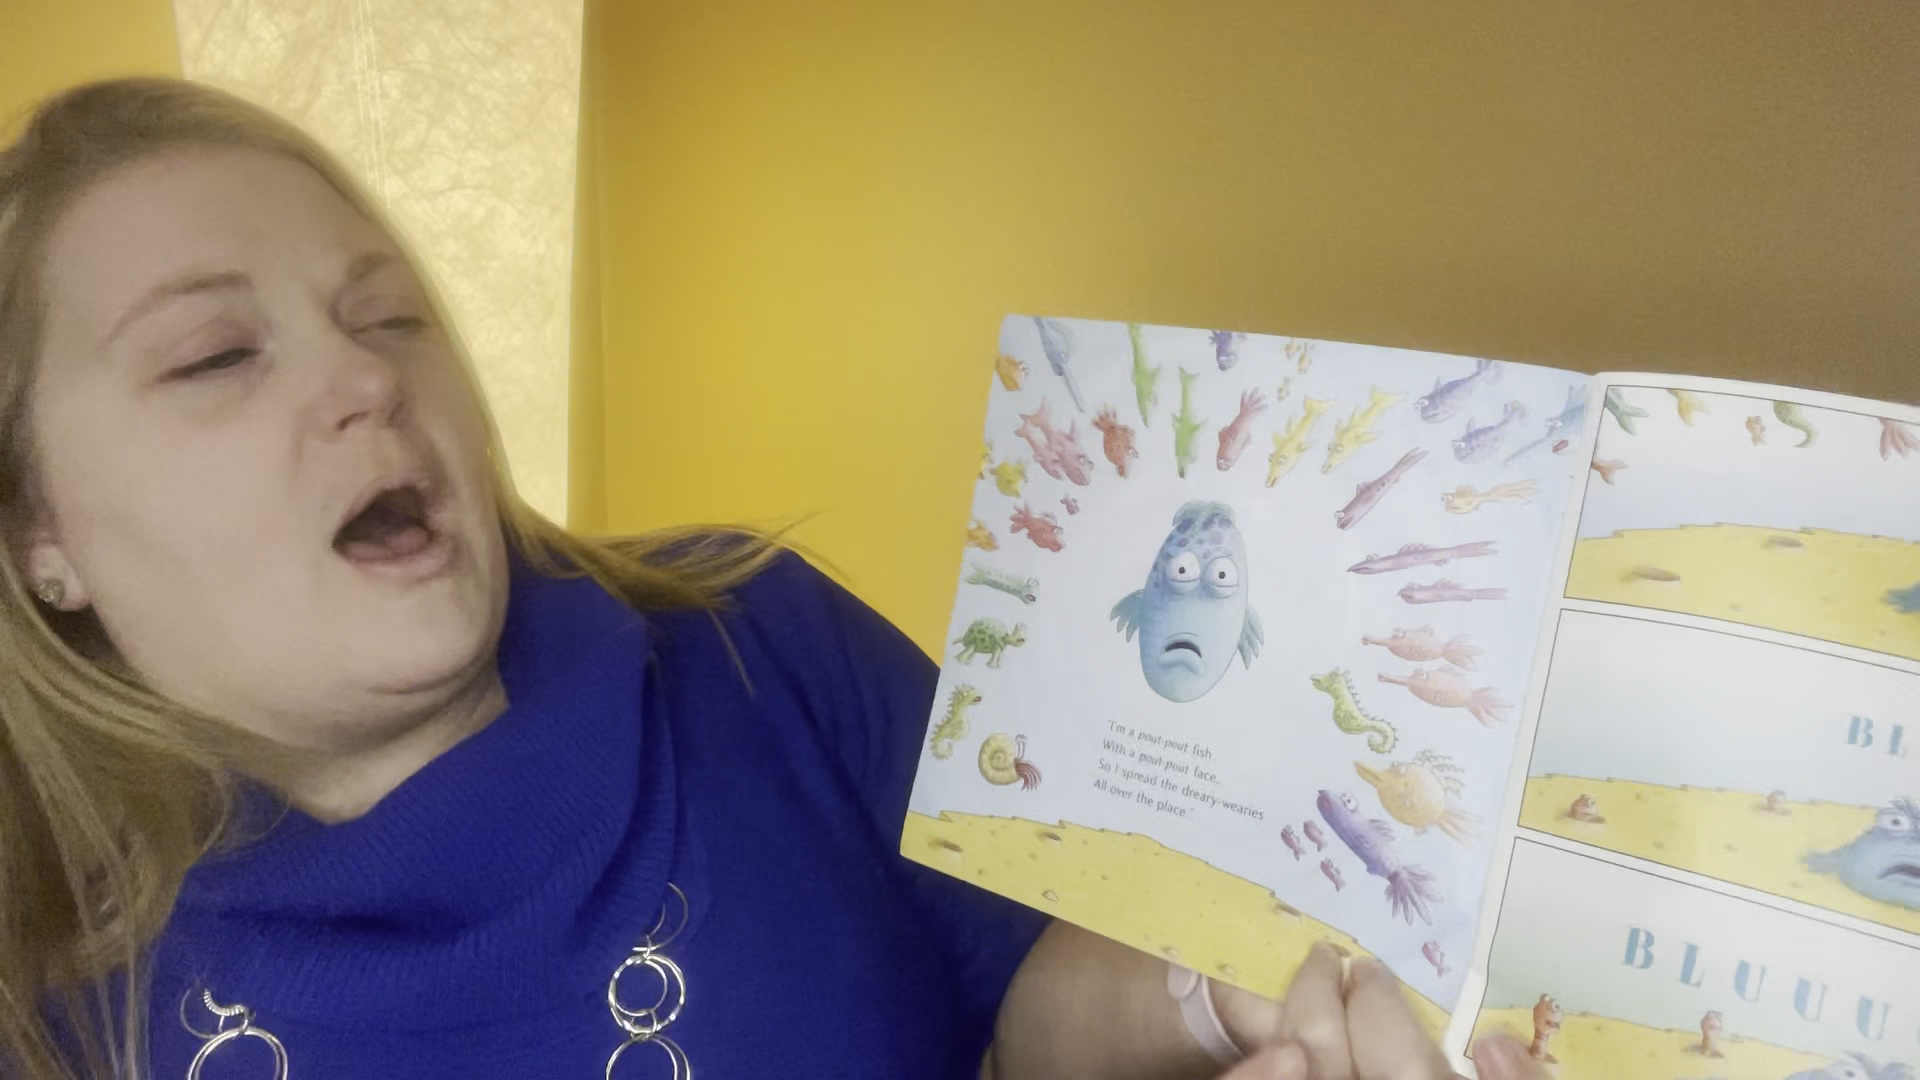 "I'm a pout-pout fish
With a pout-pout face,
So I spread the dreary-wearies
All over the place."
BL
BLUUU